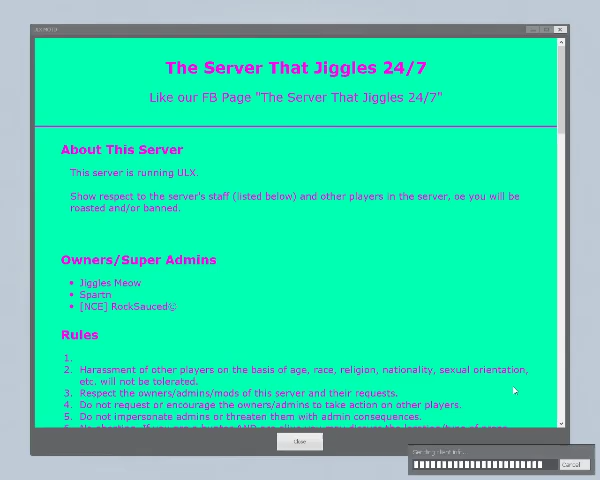 ULX MOTD
The Server That Jiggles 24/7
Like our FB Page "The Server That Jiggles 24/7"
About This Server
This server is running ULX.
Show respect to the server's staff (listed below) and other players in the server, oe you will be
roasted and/or banned.
Owners/Super Admins
• Jiggles Meow
• Spartn
• [NCE] RockSauced©
Rules
1.
2. Harassment of other players on the basis of age, race, religion, nationality, sexual orientation,
etc. will not be tolerated.
3. Respect the owners/admins/mods of this server and their requests.
4. Do not request or encourage the owners/admins to take action on other players.
5. Do not impersonate admins or threaten them with admin consequences.
Close
Sending client info...
Cancel